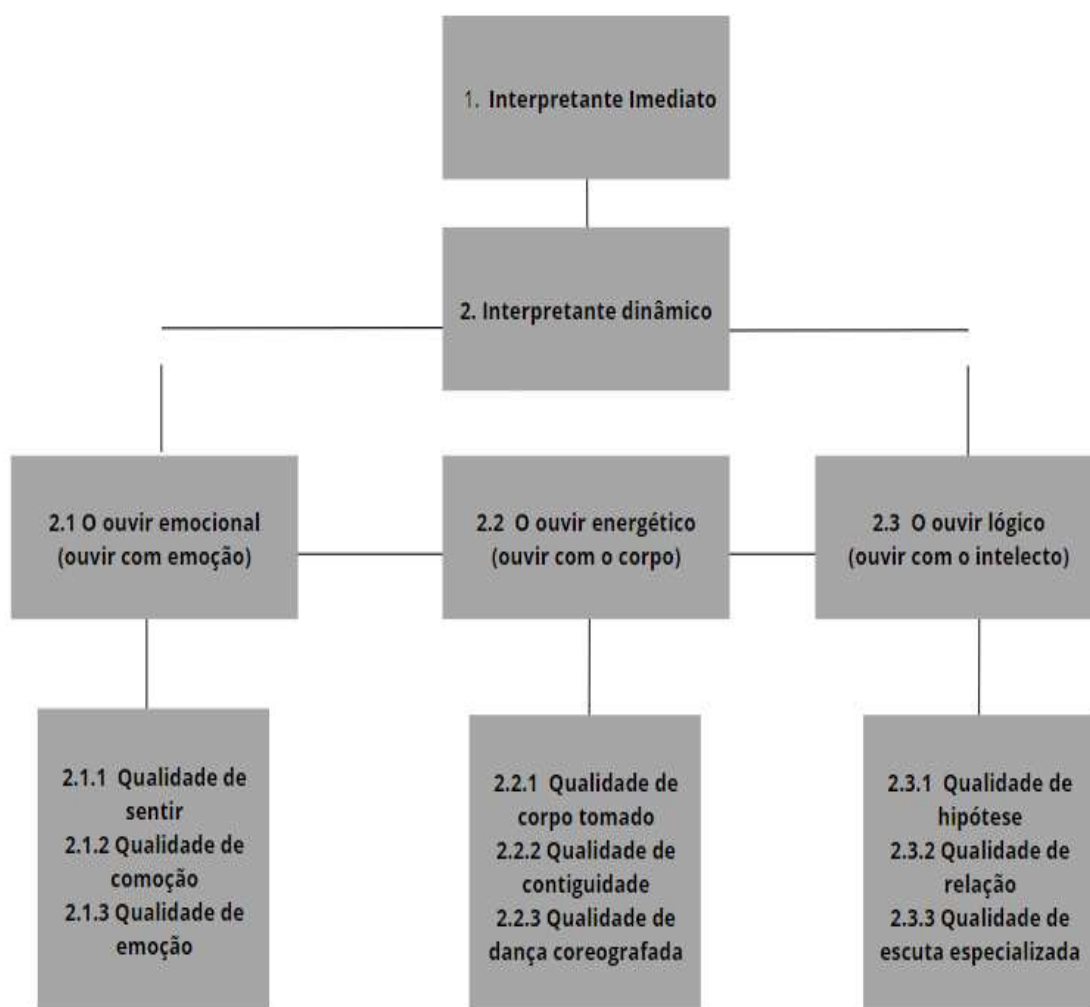 1. Interpretante Imediato
2. Interpretante dinâmico
2.1 O ouvir emocional
(ouvir com emoção)
2.2 O ouvir energético
(ouvir com o corpo)
2.3 O ouvir lógico
(ouvir com o intelecto)
2.1.1 Qualidade de
sentir
2.1.2 Qualidade de
comoção
2.1.3 Qualidade de
emoção
2.2.1 Qualidade de
corpo tomado
2.2.2 Qualidade de
contiguidade
2.2.3 Qualidade de
dança coreografada
2.3.1 Qualidade de
hipótese
2.3.2 Qualidade de
relação
2.3.3 Qualidade de
escuta especializada